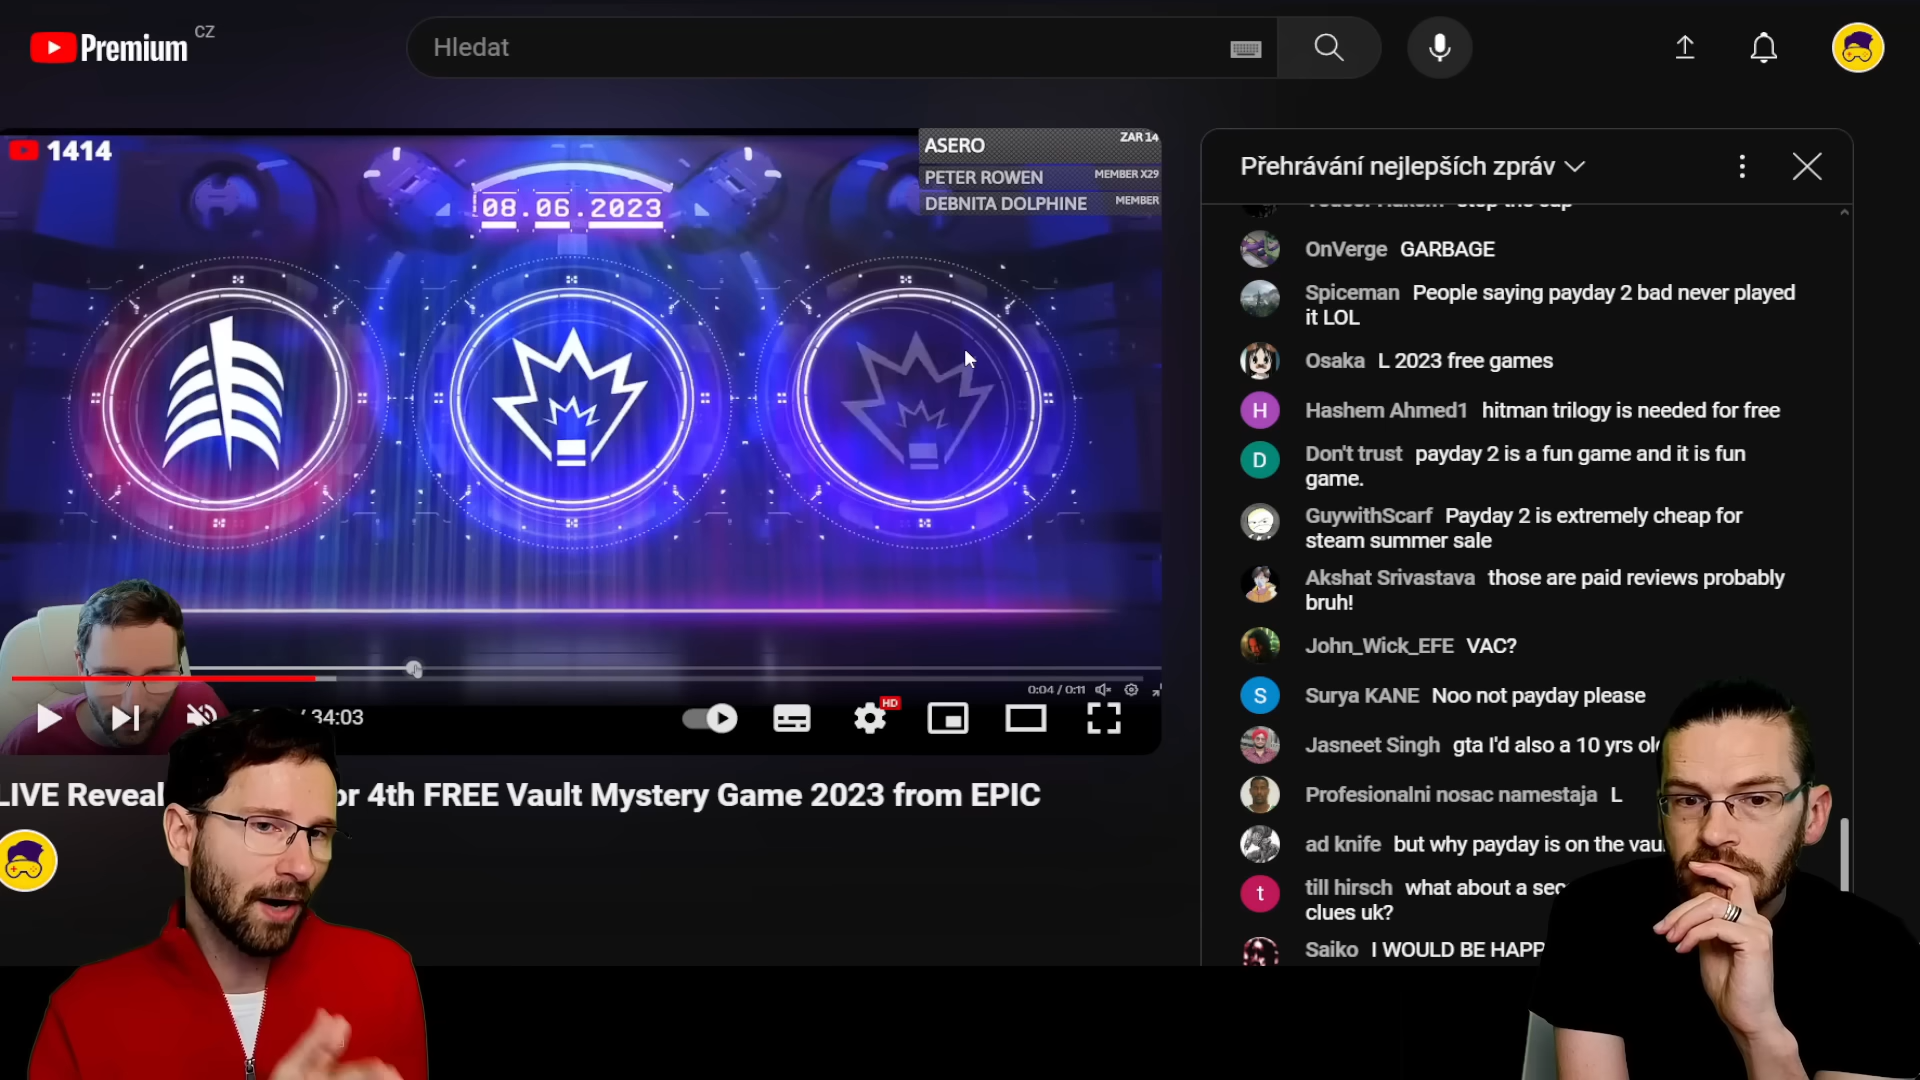 Premium CZ
Hledat
1414
ASERO ZAR 14
PETER ROWEN MEMBER X29
DEBNITA DOLPHINE MEMBER
08.06.2023
0:04 / 0:11
HD
/ 34:03
LIVE Reveal
or 4th FREE Vault Mystery Game 2023 from EPIC
Přehrávání nejlepších zpráv
OnVerge GARBAGE
Spiceman People saying payday 2 bad never played
it LOL
Osaka L 2023 free games
H Hashem Ahmed1 hitman trilogy is needed for free
D Don't trust payday 2 is a fun game and it is fun
game.
GuywithScarf Payday 2 is extremely cheap for
steam summer sale
Akshat Srivastava those are paid reviews probably
bruh!
John_Wick_EFE VAC?
S Surya KANE Noo not payday please
Jasneet Singh gta I'd also a 10 yrs
Profesionalni nosac namestaja L
ad knife but why payday is on the
t till hirsch what about a
clues uk?
Saiko I WOULD BE